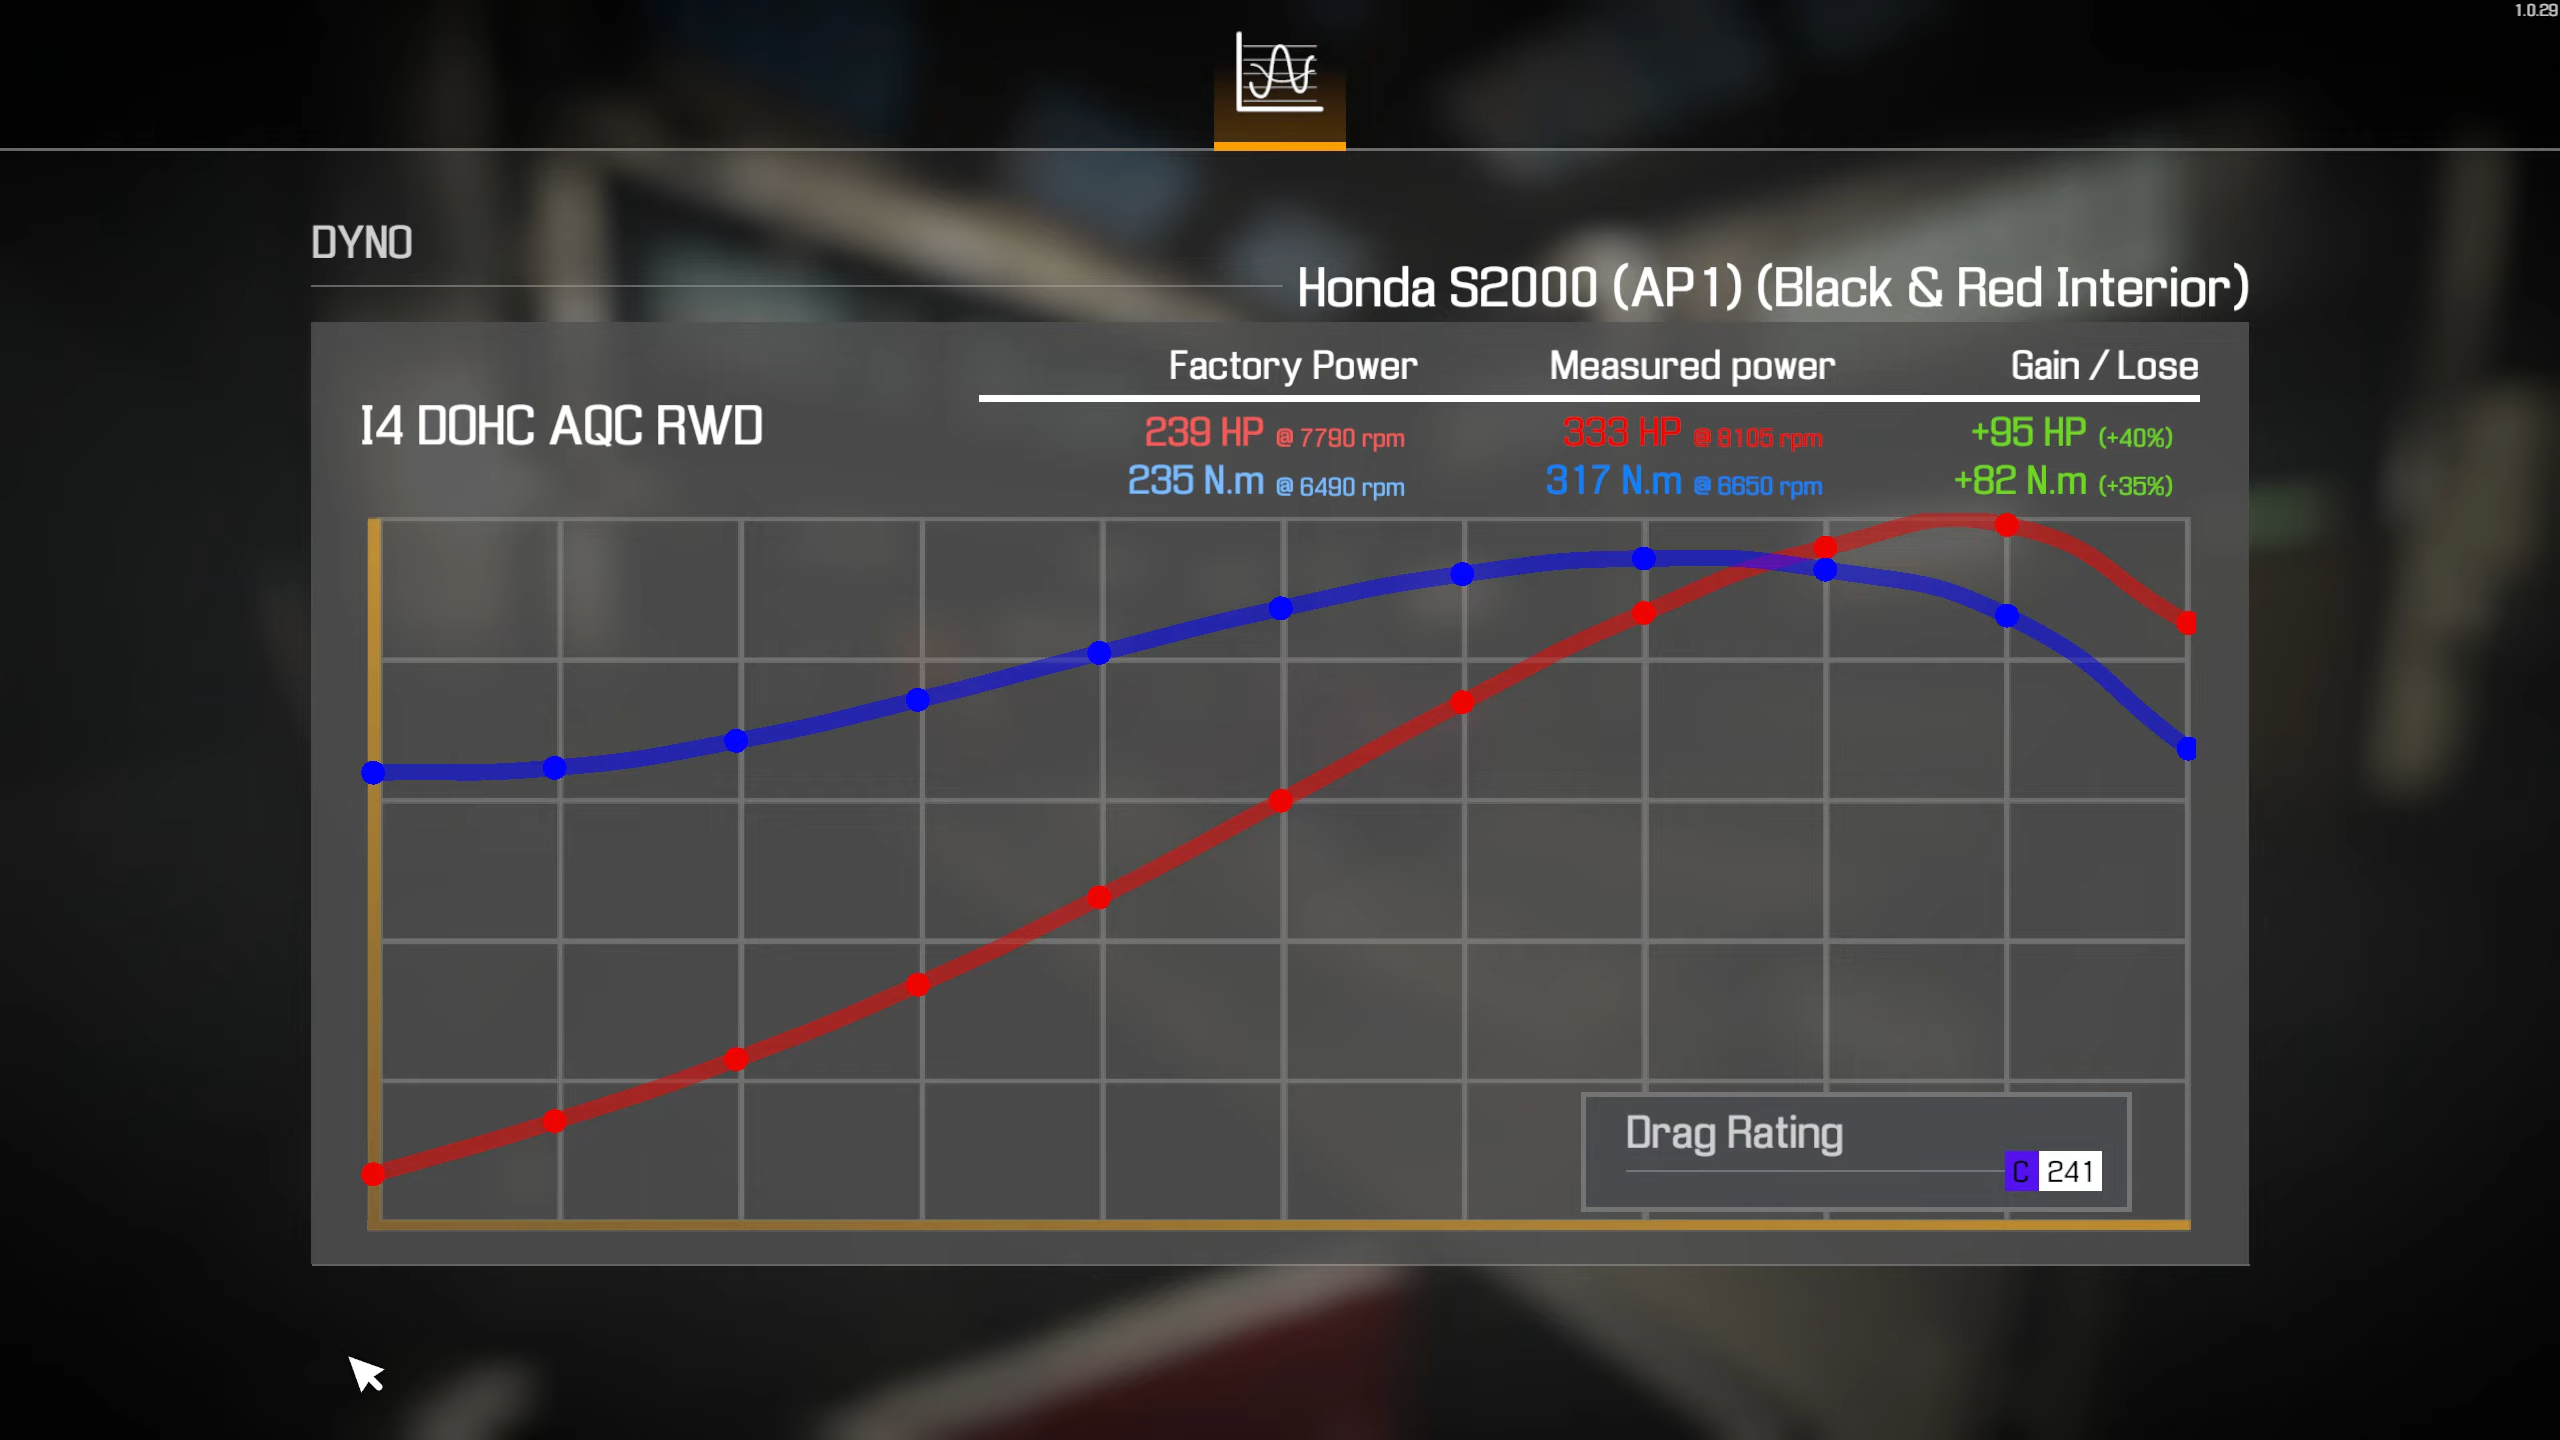 1.0.29
DYNO
Honda S2000 (AP1) (Black & Red Interior)
Factory Power Measured power Gain / Lose
I4 DOHC AQC RWD
239 HP @ 7790 rpm 333 HP @ 8105 rpm +95 HP (+40%)
235 N.m @ 6490 rpm 317 N.m @ 6650 rpm +82 N.m (+35%)
Drag Rating
C 241